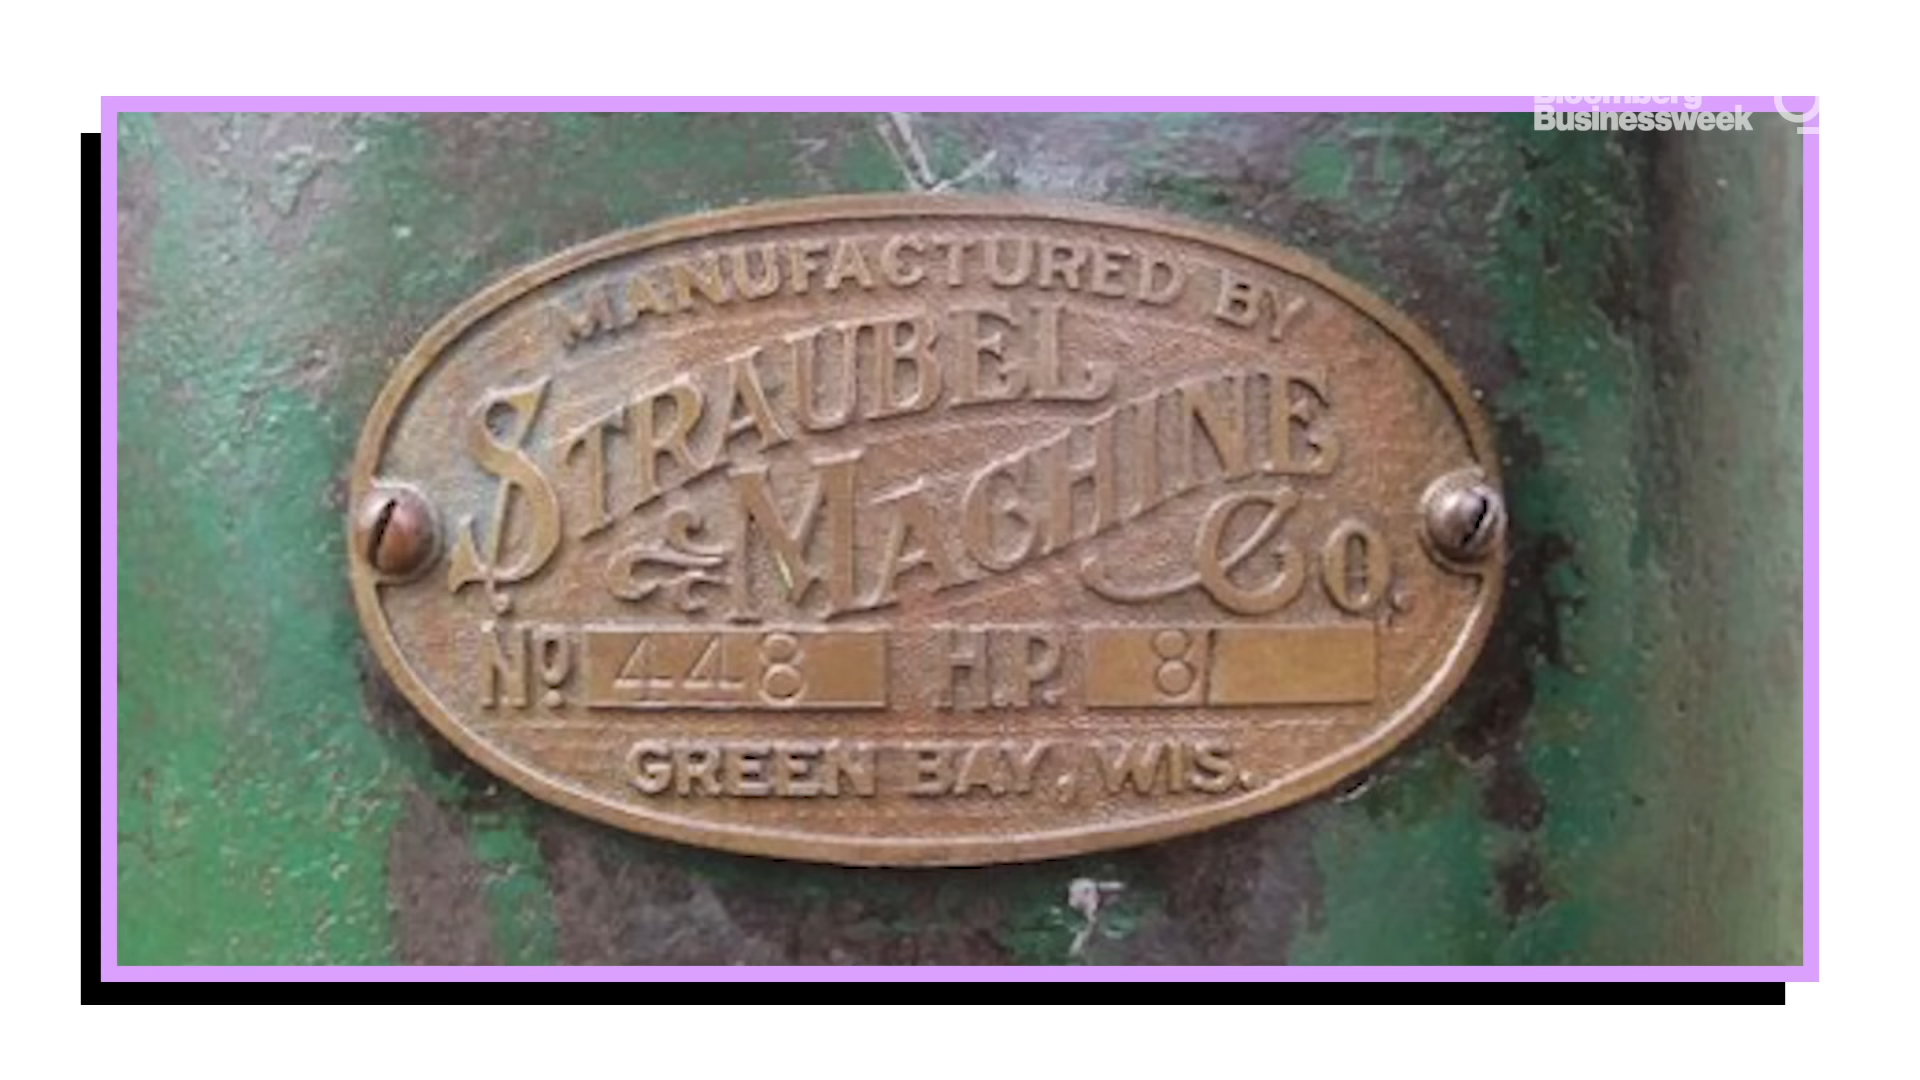 Bloomberg
Businessweek
MANUFACTURED BY
STRAUBEL
MACHINE
Co.
No 448 H.P. 8
GREEN BAY, WIS.